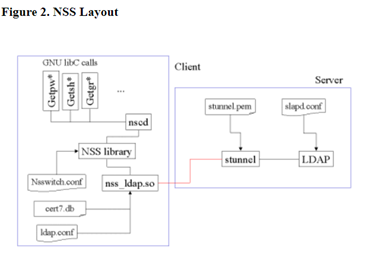 Figure 2. NSS Layout
GNU libC calls
Client
Server
Getpw*
Getsh*
Getgr*
...
nscd
stunnel.pem
slapd.conf
NSS library
stunnel
LDAP
Nsswitch.conf
nss_ldap.so
cert7.db
ldap.conf